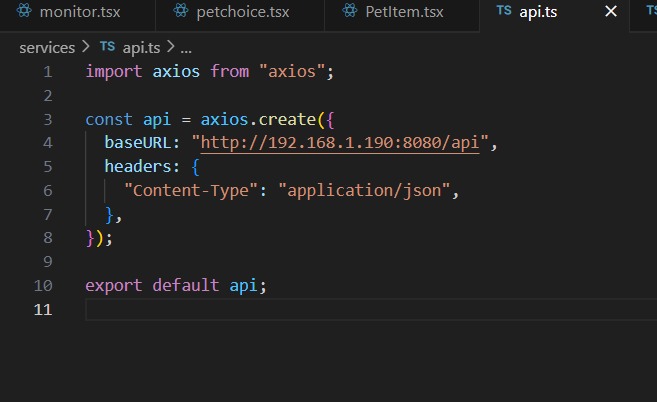 monitor.tsx petchoice.tsx PetItem.tsx TS api.ts × TS
services > TS api.ts > ...
1 import axios from "axios";
2
3 const api = axios.create({
4 baseURL: "http://192.168.1.190:8080/api",
5 headers: {
6 "Content-Type": "application/json",
7 },
8 });
9
10 export default api;
11